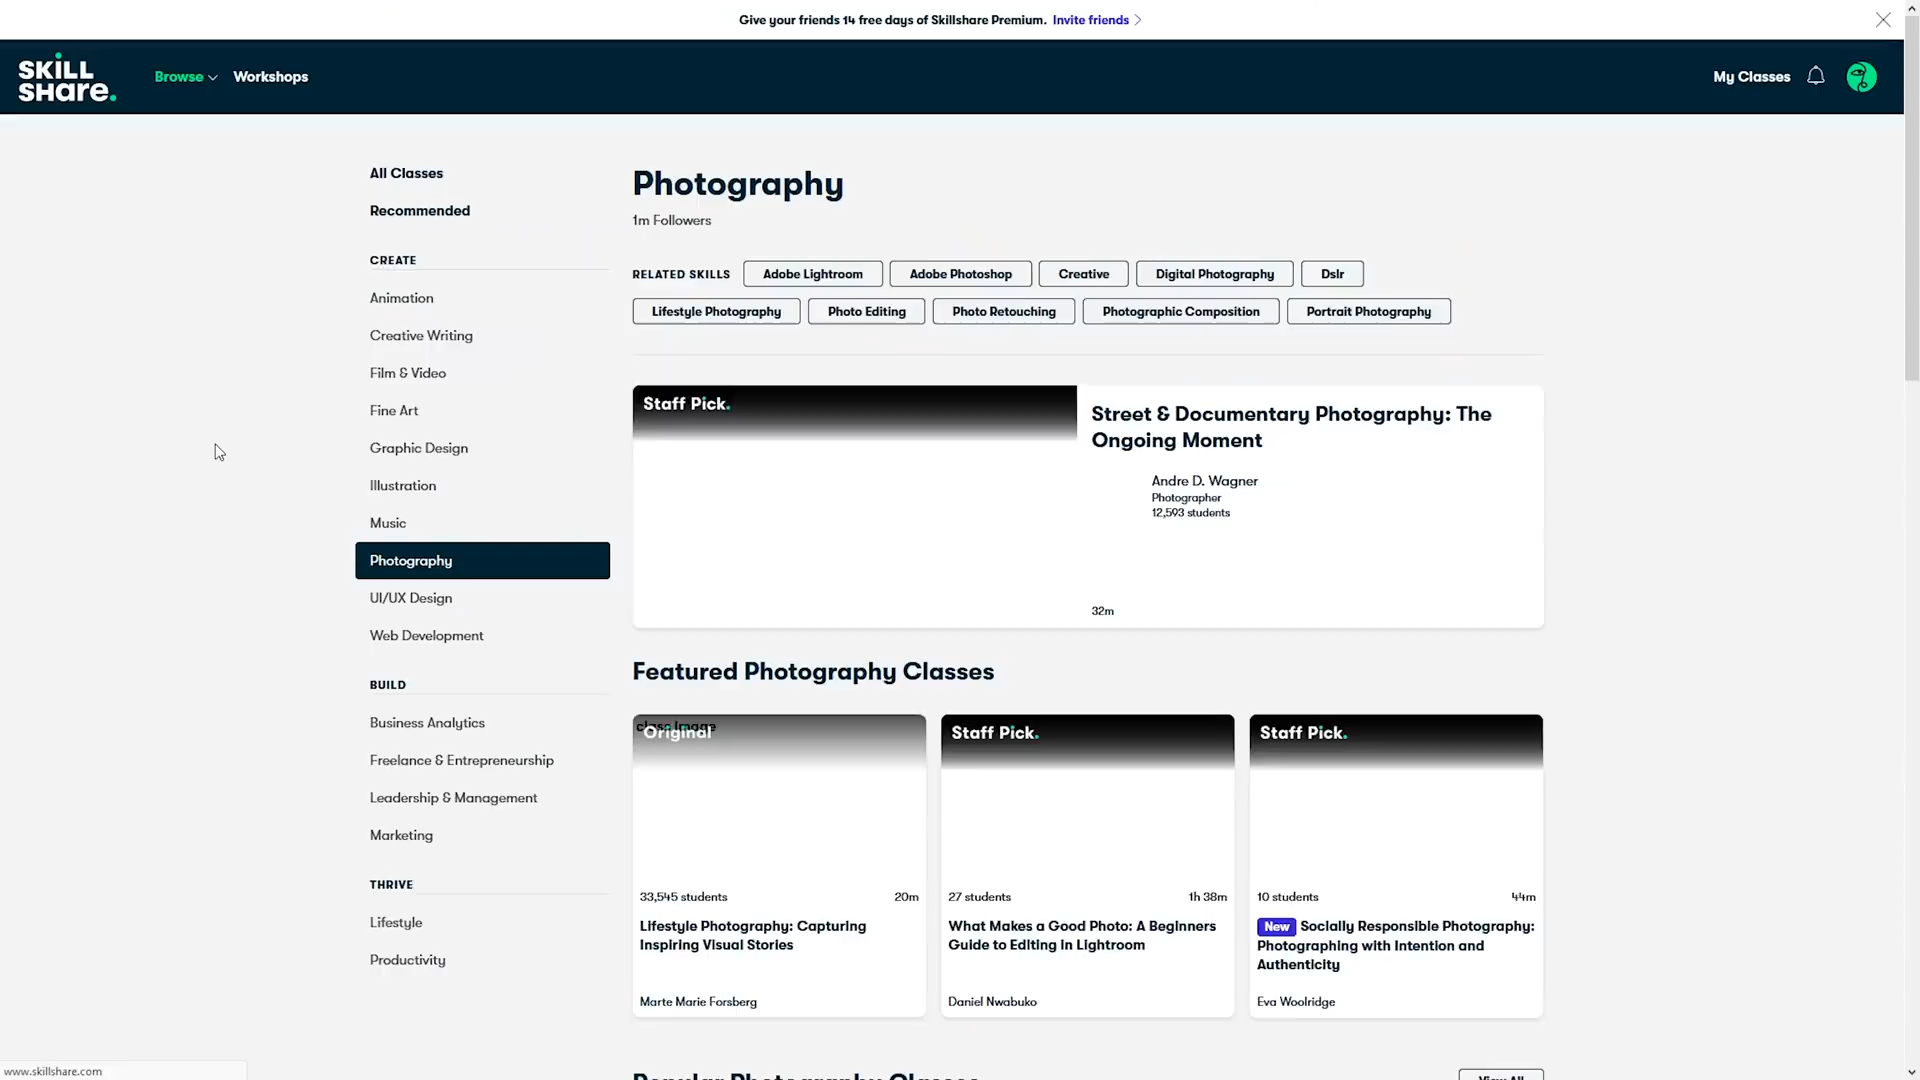 Give your friends 14 free days of Skillshare Premium. Invite friends
SKILL
SHare.
Browse
Workshops
My Classes
All Classes
Recommended
CREATE
Animation
Creative Writing
Film & Video
Fine Art
Graphic Design
Illustration
Music
Photography
UI/UX Design
Web Development
BUILD
Business Analytics
Freelance & Entrepreneurship
Leadership & Management
Marketing
THRIVE
Lifestyle
Productivity
Photography
1m Followers
RELATED SKILLS Adobe Lightroom Adobe Photoshop Creative Digital Photography Dslr
Lifestyle Photography Photo Editing Photo Retouching Photographic Composition Portrait Photography
Staff Pick.
Street & Documentary Photography: The
Ongoing Moment
Andre D. Wagner
Photographer
12,593 students
32m
Featured Photography Classes
class image
Original
33,545 students 20m
Lifestyle Photography: Capturing
Inspiring Visual Stories
Marte Marie Forsberg
Staff Pick.
27 students 1h 38m
What Makes a Good Photo: A Beginners
Guide to Editing in Lightroom
Daniel Nwabuko
Staff Pick.
10 students 44m
New Socially Responsible Photography:
Photographing with Intention and
Authenticity
Eva Woolridge
Popular Photography Classes
View All
www.skillshare.com